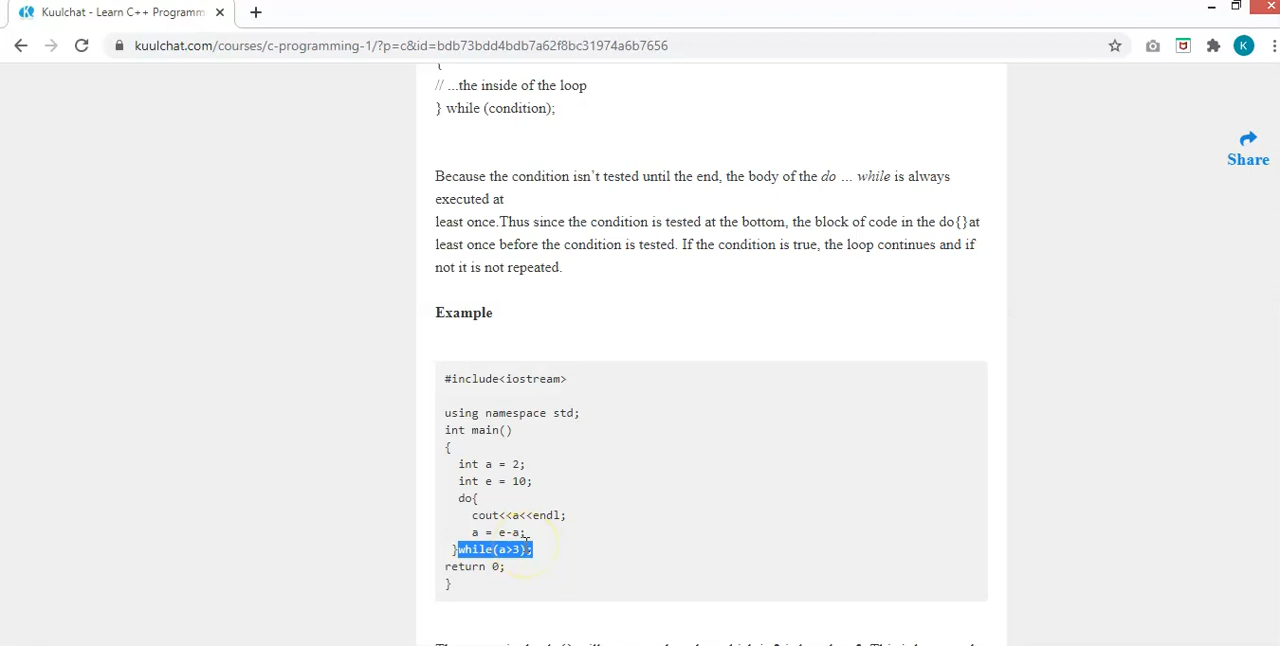 Kuulchat - Learn C++ Programm
kuulchat.com/courses/c-programming-1/?p=c&id=bdb73bdd4bdb7a62f8bc31974a6b7656
K
{
// ...the inside of the loop
} while (condition);
Share
Because the condition isn’t tested until the end, the body of the do … while is always
executed at
least once.Thus since the condition is tested at the bottom, the block of code in the do{}at
least once before the condition is tested. If the condition is true, the loop continues and if
not it is not repeated.
Example
#include<iostream>
using namespace std;
int main()
{
int a = 2;
int e = 10;
do{
cout<<a<<endl;
a = e-a;
}while(a>3);
return 0;
}